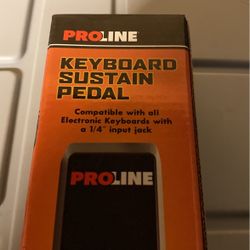 PROLINE
KEYBOARD
SUSTAIN
PEDAL
Compatible with all
Electronic Keyboards with
a 1/4" input jack
PROLINE